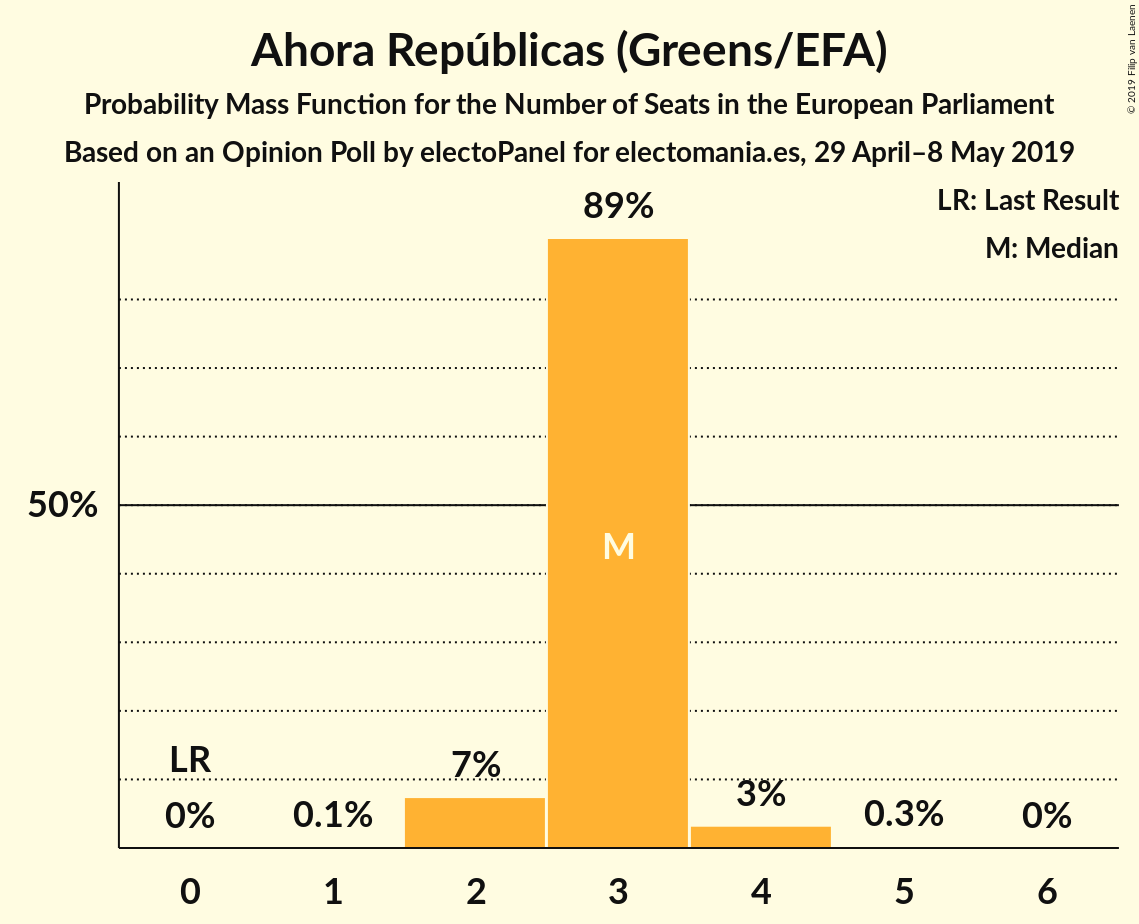 Ahora Repúblicas (Greens/EFA)
Probability Mass Function for the Number of Seats in the European Parliament
Based on an Opinion Poll by electoPanel for electomania.es, 29 April–8 May 2019
© 2019 Filip van Laenen
LR: Last Result
M: Median
89%
50%
M
LR
0%
0.1%
7%
3%
0.3%
0%
0 1 2 3 4 5 6